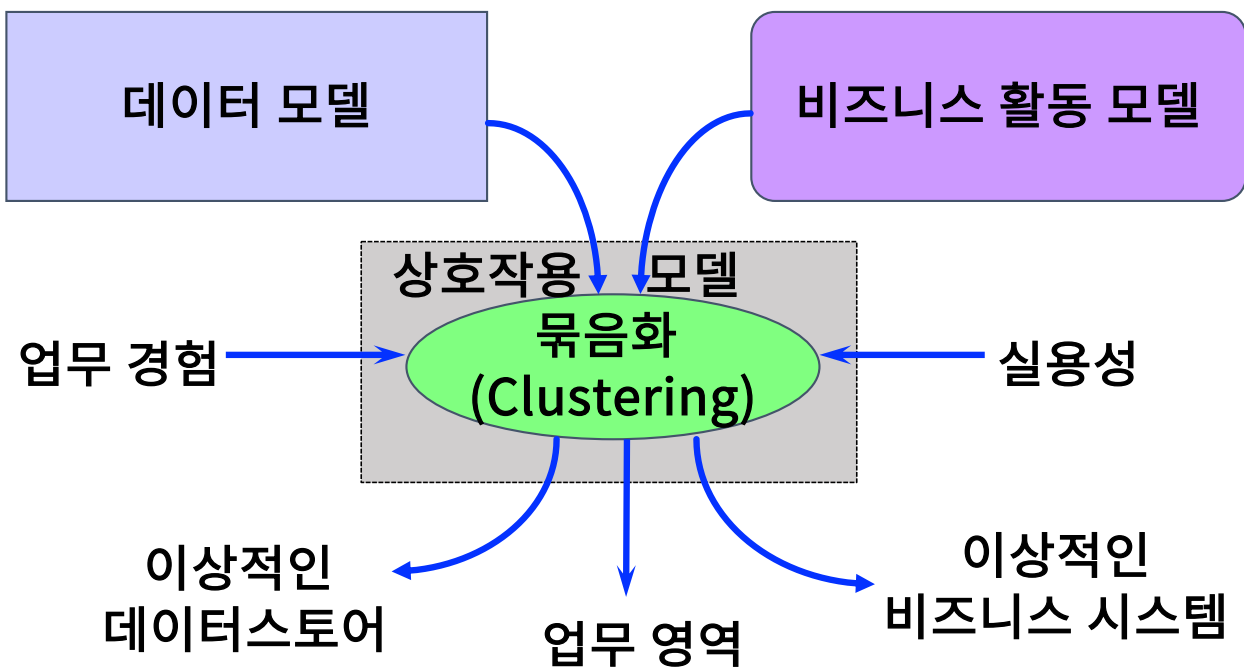 데이터 모델
비즈니스 활동 모델
상호작용 모델
묶음화
(Clustering)
업무 경험
실용성
이상적인
데이터스토어
업무 영역
이상적인
비즈니스 시스템